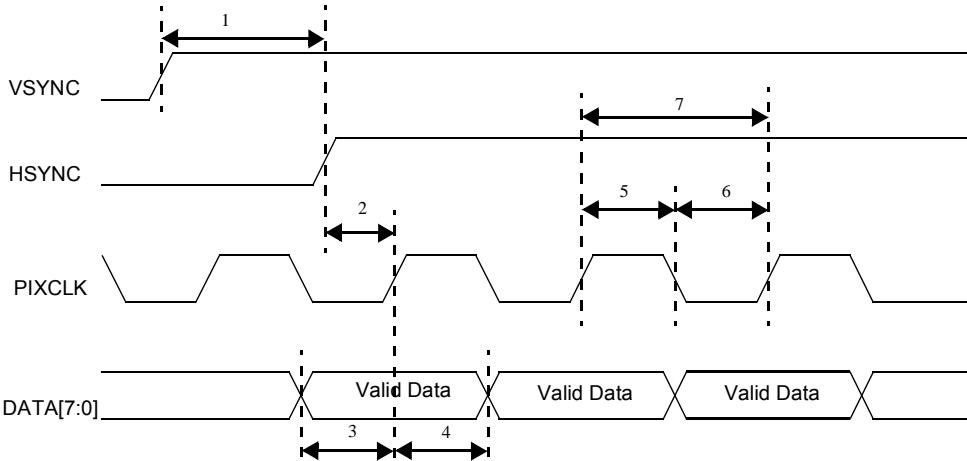 1
VSYNC
7
HSYNC
5
6
2
PIXCLK
Valid Data
Valid Data
Valid Data
DATA[7:0]
3
4